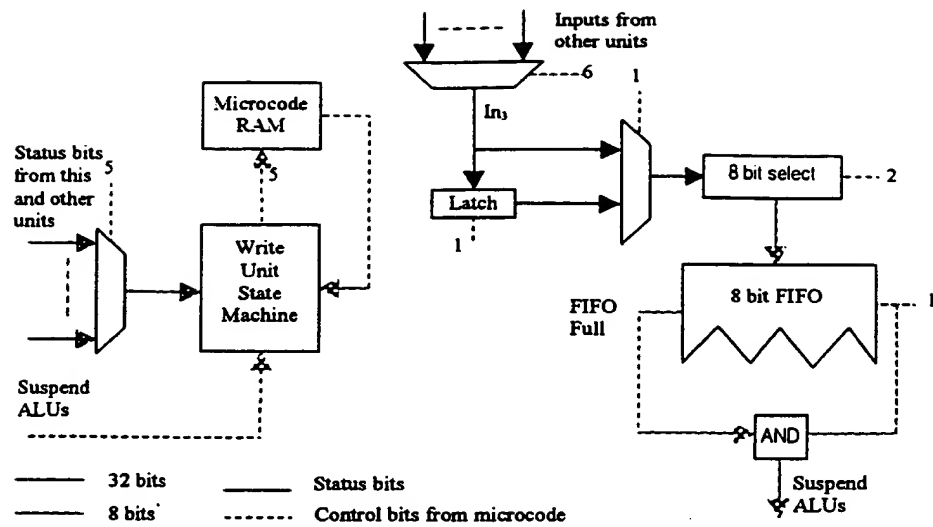 Inputs from
other units
6
1
In₃
Microcode
RAM
Status bits
from this
and other
units
5
5
8 bit select
2
Latch
1
Write
Unit
State
Machine
8 bit FIFO
1
FIFO
Full
Suspend
ALUs
AND
Suspend
ALUs
32 bits
Status bits
8 bits
Control bits from microcode